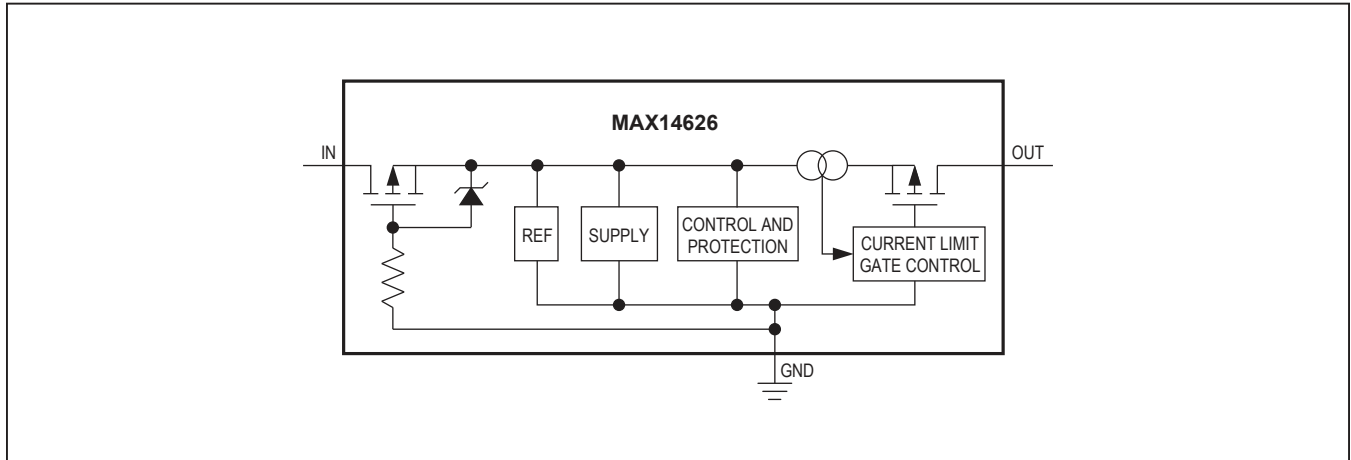 MAX14626
IN
OUT
REF
SUPPLY
CONTROL AND
PROTECTION
CURRENT LIMIT
GATE CONTROL
GND